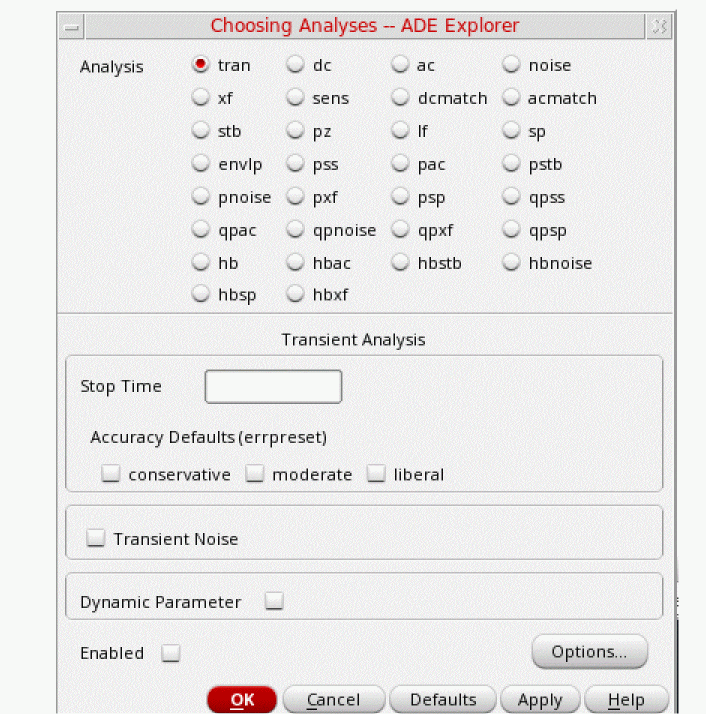 Choosing Analyses -- ADE Explorer
Analysis tran dc ac noise
xf sens dcmatch acmatch
stb pz lf sp
envlp pss pac pstb
pnoise pxf psp qpss
qpac qpnoise qpxf qpsp
hb hbac hbstb hbnoise
hbsp hbxf
Transient Analysis
Stop Time
Accuracy Defaults (errpreset)
conservative moderate liberal
Transient Noise
Dynamic Parameter
Enabled Options...
OK Cancel Defaults Apply Help